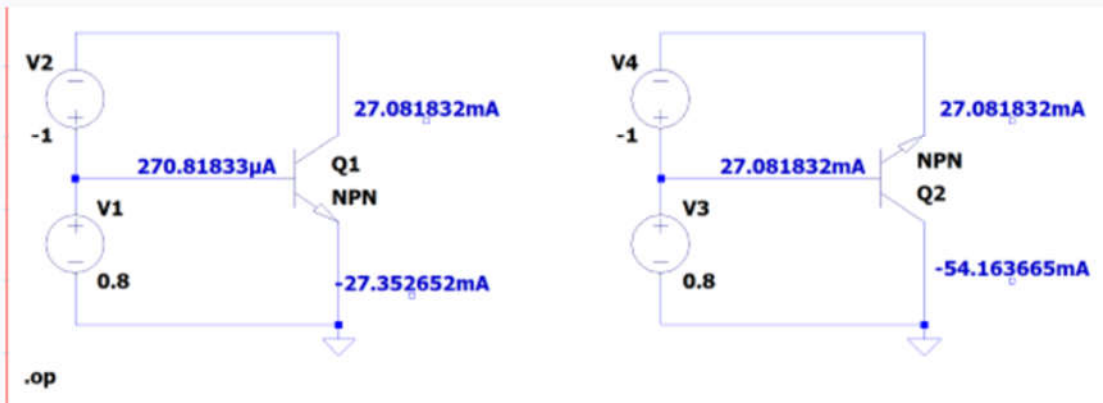 V2
27.081832mA
-1
270.81833µA
Q1
NPN
V1
0.8
-27.352652mA
.op
V4
27.081832mA
-1
27.081832mA
NPN
Q2
V3
0.8
-54.163665mA